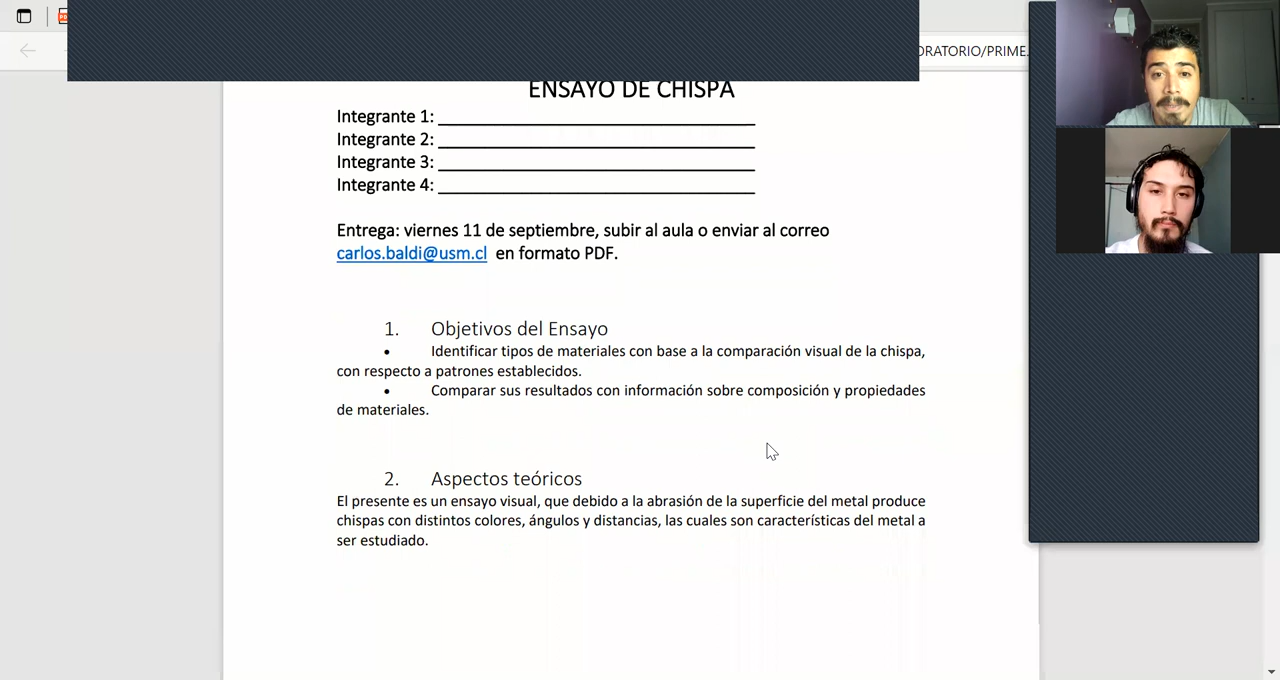 ORATORIO/PRIME
ENSAYO DE CHISPA
Integrante 1:
Integrante 2:
Integrante 3:
Integrante 4:
Entrega: viernes 11 de septiembre, subir al aula o enviar al correo
carlos.baldi@usm.cl en formato PDF.
1. Objetivos del Ensayo
• Identificar tipos de materiales con base a la comparación visual de la chispa,
con respecto a patrones establecidos.
• Comparar sus resultados con información sobre composición y propiedades
de materiales.
2. Aspectos teóricos
El presente es un ensayo visual, que debido a la abrasión de la superficie del metal produce
chispas con distintos colores, ángulos y distancias, las cuales son características del metal a
ser estudiado.